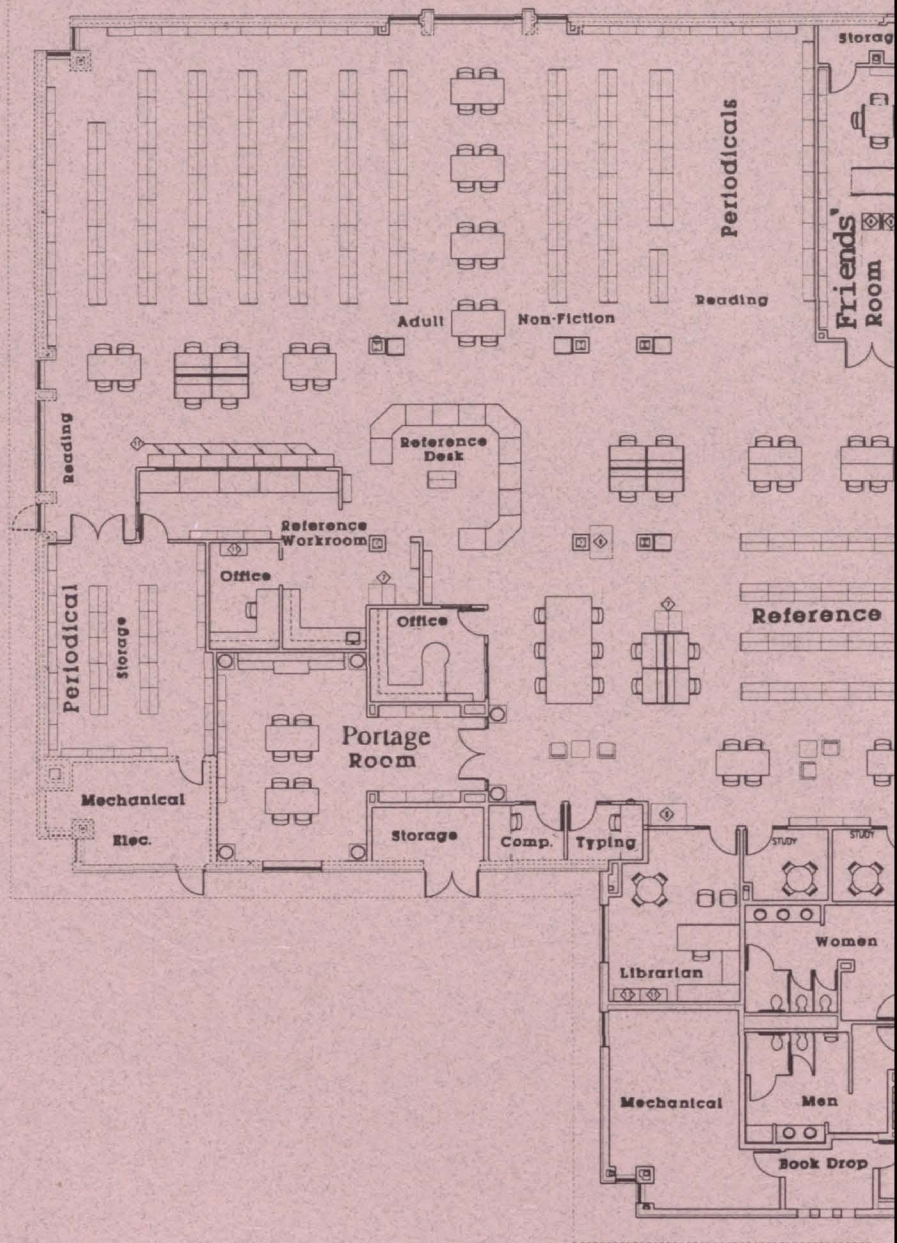 Storag
Periodicals
Friends'
Room
Reading
Adult
Non-Fiction
Reading
Reference
Desk
Reference
Workroom
Office
Periodical
Storage
Office
Reference
Portage
Room
Mechanical
Elec.
Storage
Comp.
Typing
STUDY
STUDY
Women
Librarian
Mechanical
Men
Book Drop